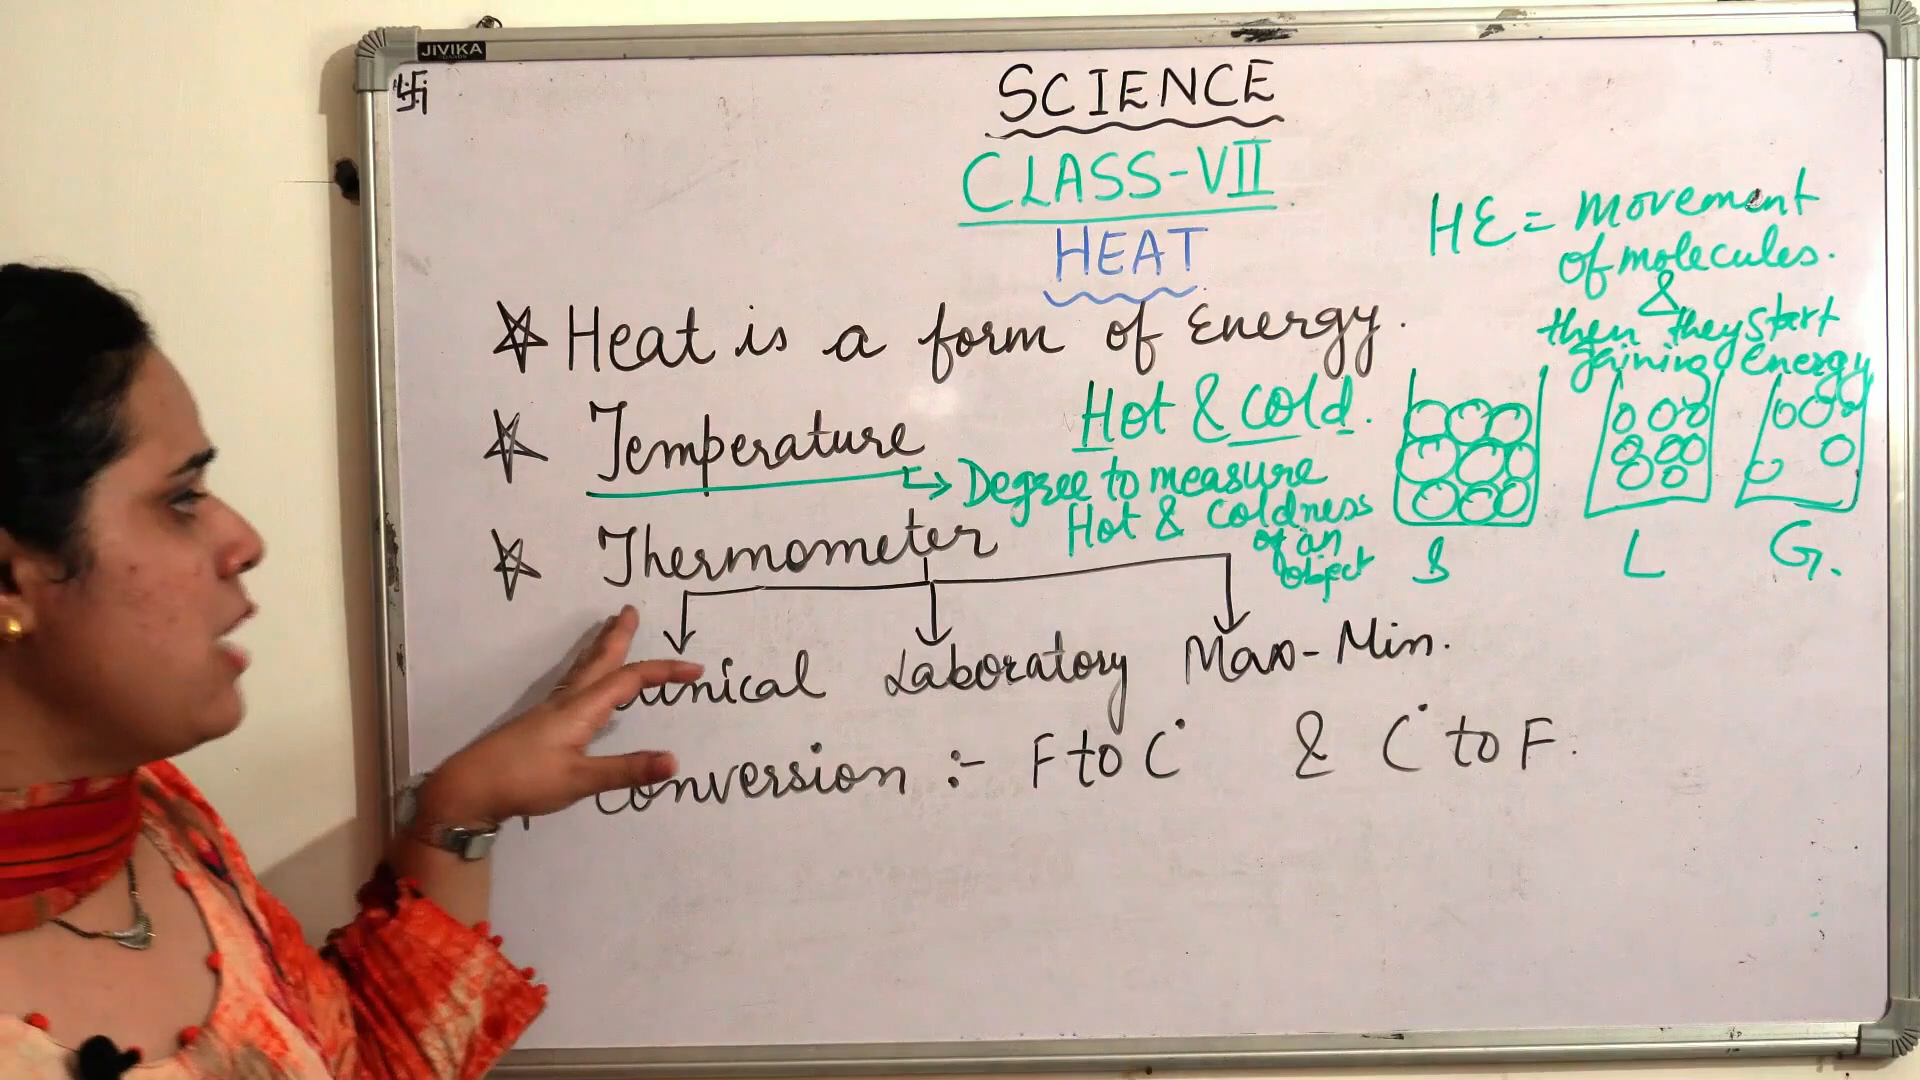 JIVIKA
SCIENCE
CLASS-VII
HEAT
Heat is a form of Energy.
Hot & cold.
Temperature
Degree to measure
Hot & coldness
of an
object
Thermometer
Clinical Laboratory Max-Min.
Conversion :- F to C° & C° to F.
HE = Movement
of molecules.
&
then they start
gaining energy
S L G.